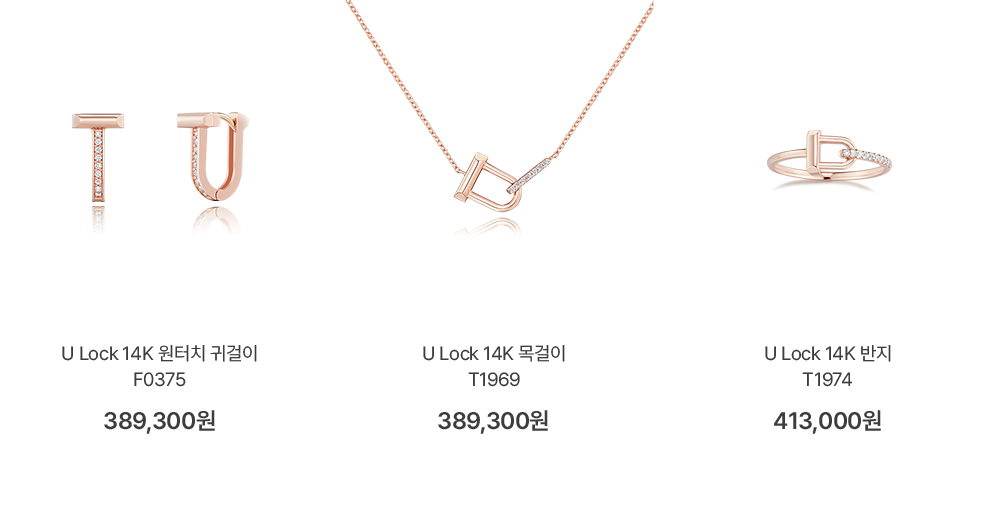 U Lock 14K 원터치 귀걸이
F0375
389,300원
U Lock 14K 목걸이
T1969
389,300원
U Lock 14K 반지
T1974
413,000원